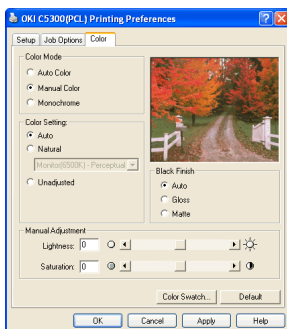 OKI C5300(PCL) Printing Preferences
Setup Job Options Color
Color Mode
Auto Color
Manual Color
Monochrome
Color Setting:
Auto
Natural
Monitor(6500K) - Perceptual
Unadjusted
Black Finish
Auto
Gloss
Matte
Manual Adjustment
Lightness: 0
Saturation: 0
Color Swatch... Default
OK Cancel Apply Help